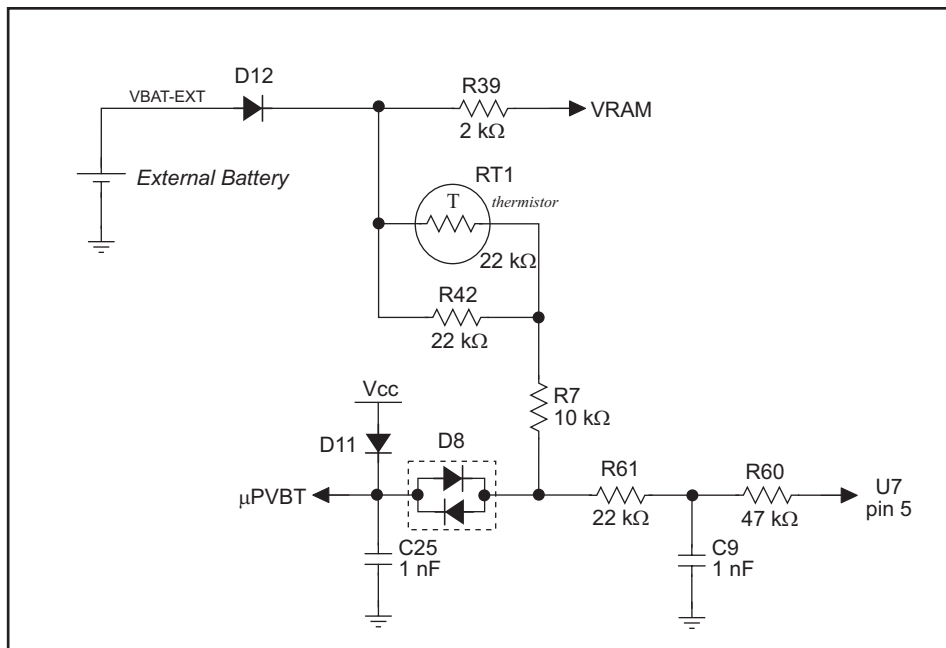 D12
VBAT-EXT
R39
2 kΩ
VRAM
External Battery
RT1
T
thermistor
22 kΩ
R42
22 kΩ
R7
10 kΩ
Vcc
D11
D8
µPVBT
R61
22 kΩ
R60
47 kΩ
U7
pin 5
C25
1 nF
C9
1 nF